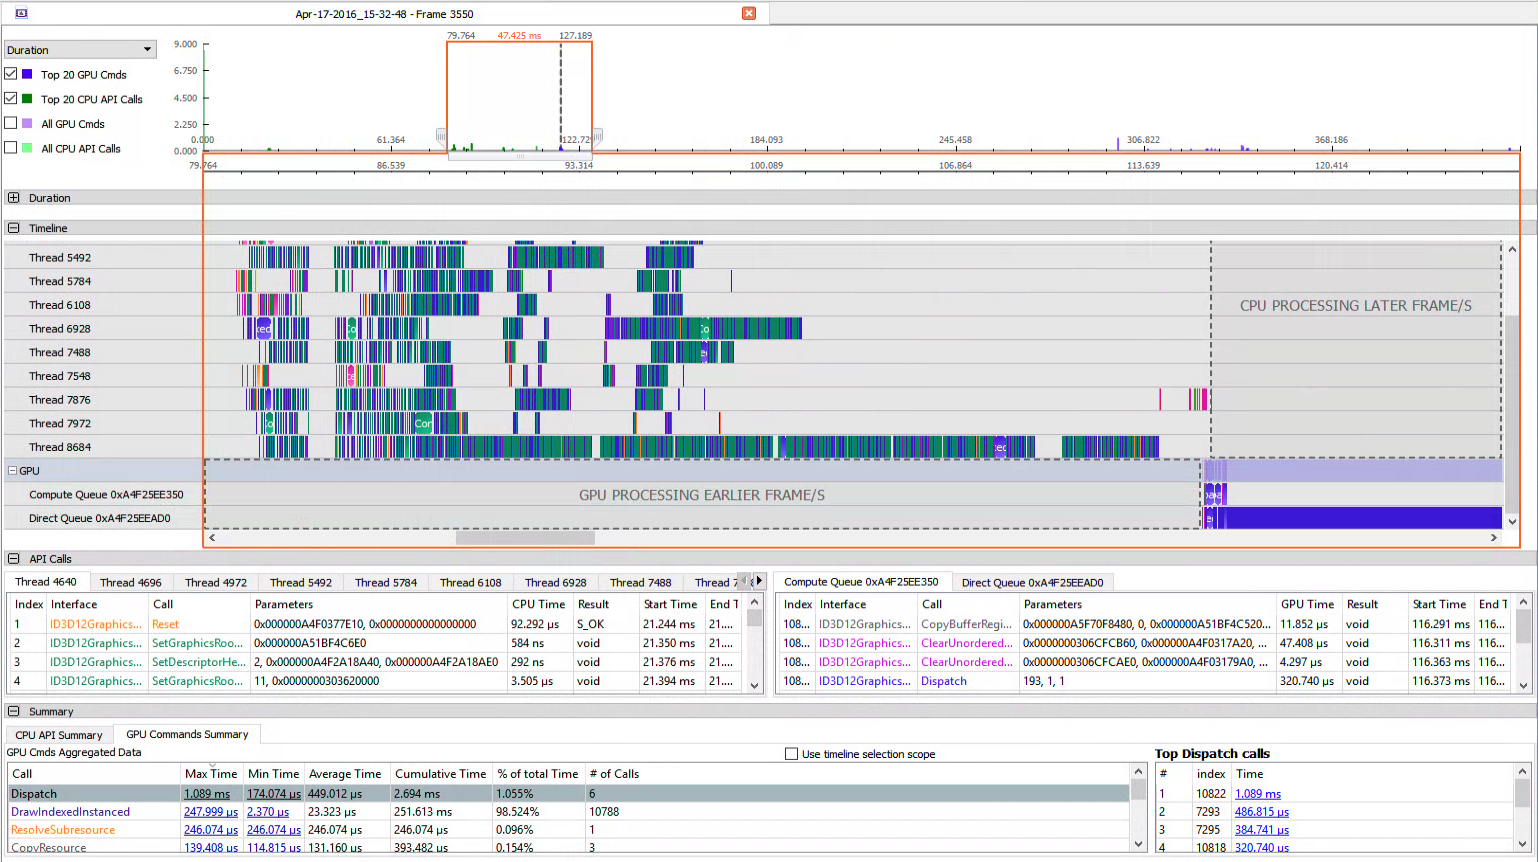 Apr-17-2016_15-32-48 - Frame 3550
79.764 47.425 ms 127.189
Duration
9.000
6.750
4.500
2.250
0.000
Top 20 GPU Cmds
Top 20 CPU API Calls
All GPU Cmds
All CPU API Calls
0.000 61.364 122.729 184.093 245.458 306.822 368.186
79.764 86.539 93.314 100.089 106.864 113.639 120.414
Duration
Timeline
Thread 5492
Thread 5784
Thread 6108
CPU PROCESSING LATER FRAME/S
Thread 6928
Thread 7488
Thread 7548
Thread 7876
Thread 7972 Cor
Thread 8684
GPU
Compute Queue 0xA4F25EE350
GPU PROCESSING EARLIER FRAME/S
Direct Queue 0xA4F25EEAD0
API Calls
Thread 4640 Thread 4696 Thread 4972 Thread 5492 Thread 5784 Thread 6108 Thread 6928 Thread 7488 Thread 7
Index Interface Call Parameters CPU Time Result Start Time End T
1 ID3D12Graphics... Reset 0x000000A4F0377E10, 0x0000000000000000 92.292 µs S_OK 21.244 ms 21....
2 ID3D12Graphics... SetGraphicsRoo... 0x000000A51BF4C6E0 584 ns void 21.350 ms 21....
3 ID3D12Graphics... SetDescriptorHe... 2, 0x000000A4F2A18A40, 0x000000A4F2A18AE0 292 ns void 21.376 ms 21....
4 ID3D12Graphics... SetGraphicsRoo... 11, 0x0000000303620000 3.505 µs void 21.394 ms 21....
Compute Queue 0xA4F25EE350 Direct Queue 0xA4F25EEAD0
Index Interface Call Parameters GPU Time Result Start Time End T
108... ID3D12Graphics... CopyBufferRegi... 0x000000A5F70F8480, 0, 0x000000A51BF4C520... 11.852 µs void 116.291 ms 116...
108... ID3D12Graphics... ClearUnordered... 0x0000000306CFCB60, 0x000000A4F0317A20, ... 47.408 µs void 116.311 ms 116...
108... ID3D12Graphics... ClearUnordered... 0x0000000306CFCAE0, 0x000000A4F03179A0, ... 4.297 µs void 116.363 ms 116...
108... ID3D12Graphics... Dispatch 193, 1, 1 320.740 µs void 116.373 ms 116...
Summary
CPU API Summary GPU Commands Summary
GPU Cmds Aggregated Data
Use timeline selection scope
Call Max Time Min Time Average Time Cumulative Time % of total Time # of Calls
Dispatch 1.089 ms 174.074 µs 449.012 µs 2.694 ms 1.055% 6
DrawIndexedInstanced 247.999 µs 2.370 µs 23.323 µs 251.613 ms 98.524% 10788
ResolveSubresource 246.074 µs 246.074 µs 246.074 µs 246.074 µs 0.096% 1
CopyResource 139.408 µs 114.815 µs 131.160 µs 393.482 µs 0.154% 3
Top Dispatch calls
# index Time
1 10822 1.089 ms
2 7293 486.815 µs
3 7295 384.741 µs
4 10818 320.740 µs